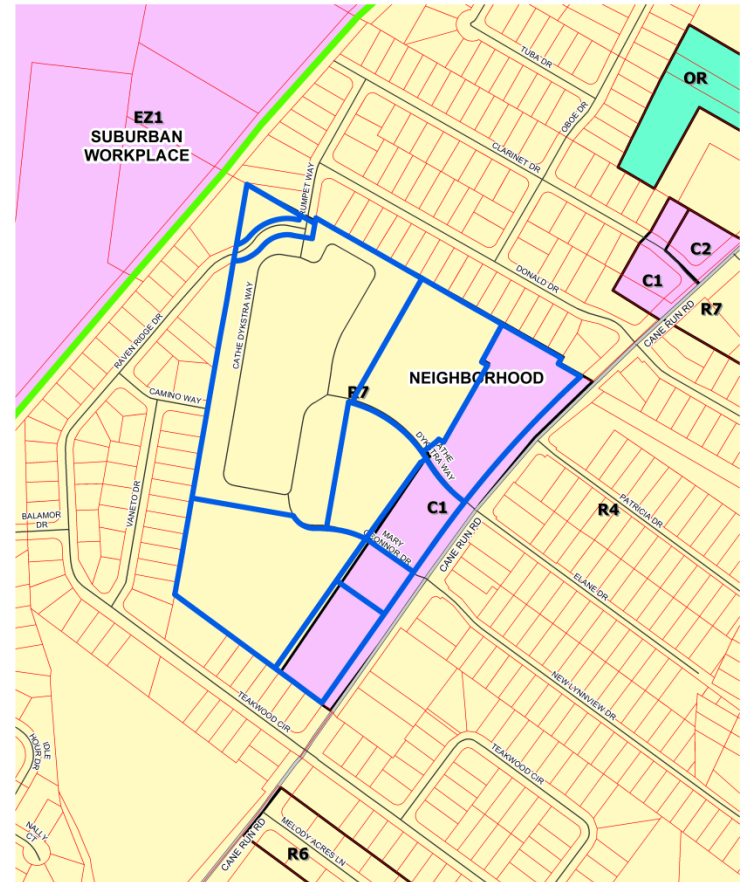 TUBA DR
OR
EZ1
SUBURBAN
WORKPLACE
OBOE DR
CLARINET DR
TRUMPET WAY
C2
C1
DONALD DR
R7
CANE RUN RD
RAVEN RIDGE DR
CATHE DYKSTRA WAY
NEIGHBORHOOD
R7
CAMINO WAY
CATHE
DYKSTRA WAY
VANETO DR
C1
PATRICIA DR
R4
BALAMOR
DR
MARY
OCONNOR DR
CANE RUN RD
ELANE DR
NEW LYNNVIEW DR
TEAKWOOD CIR
TEAKWOOD CIR
IDLE
HOUR DR
NALLY
CT
CANE RUN RD
MELODY ACRES LN
R6